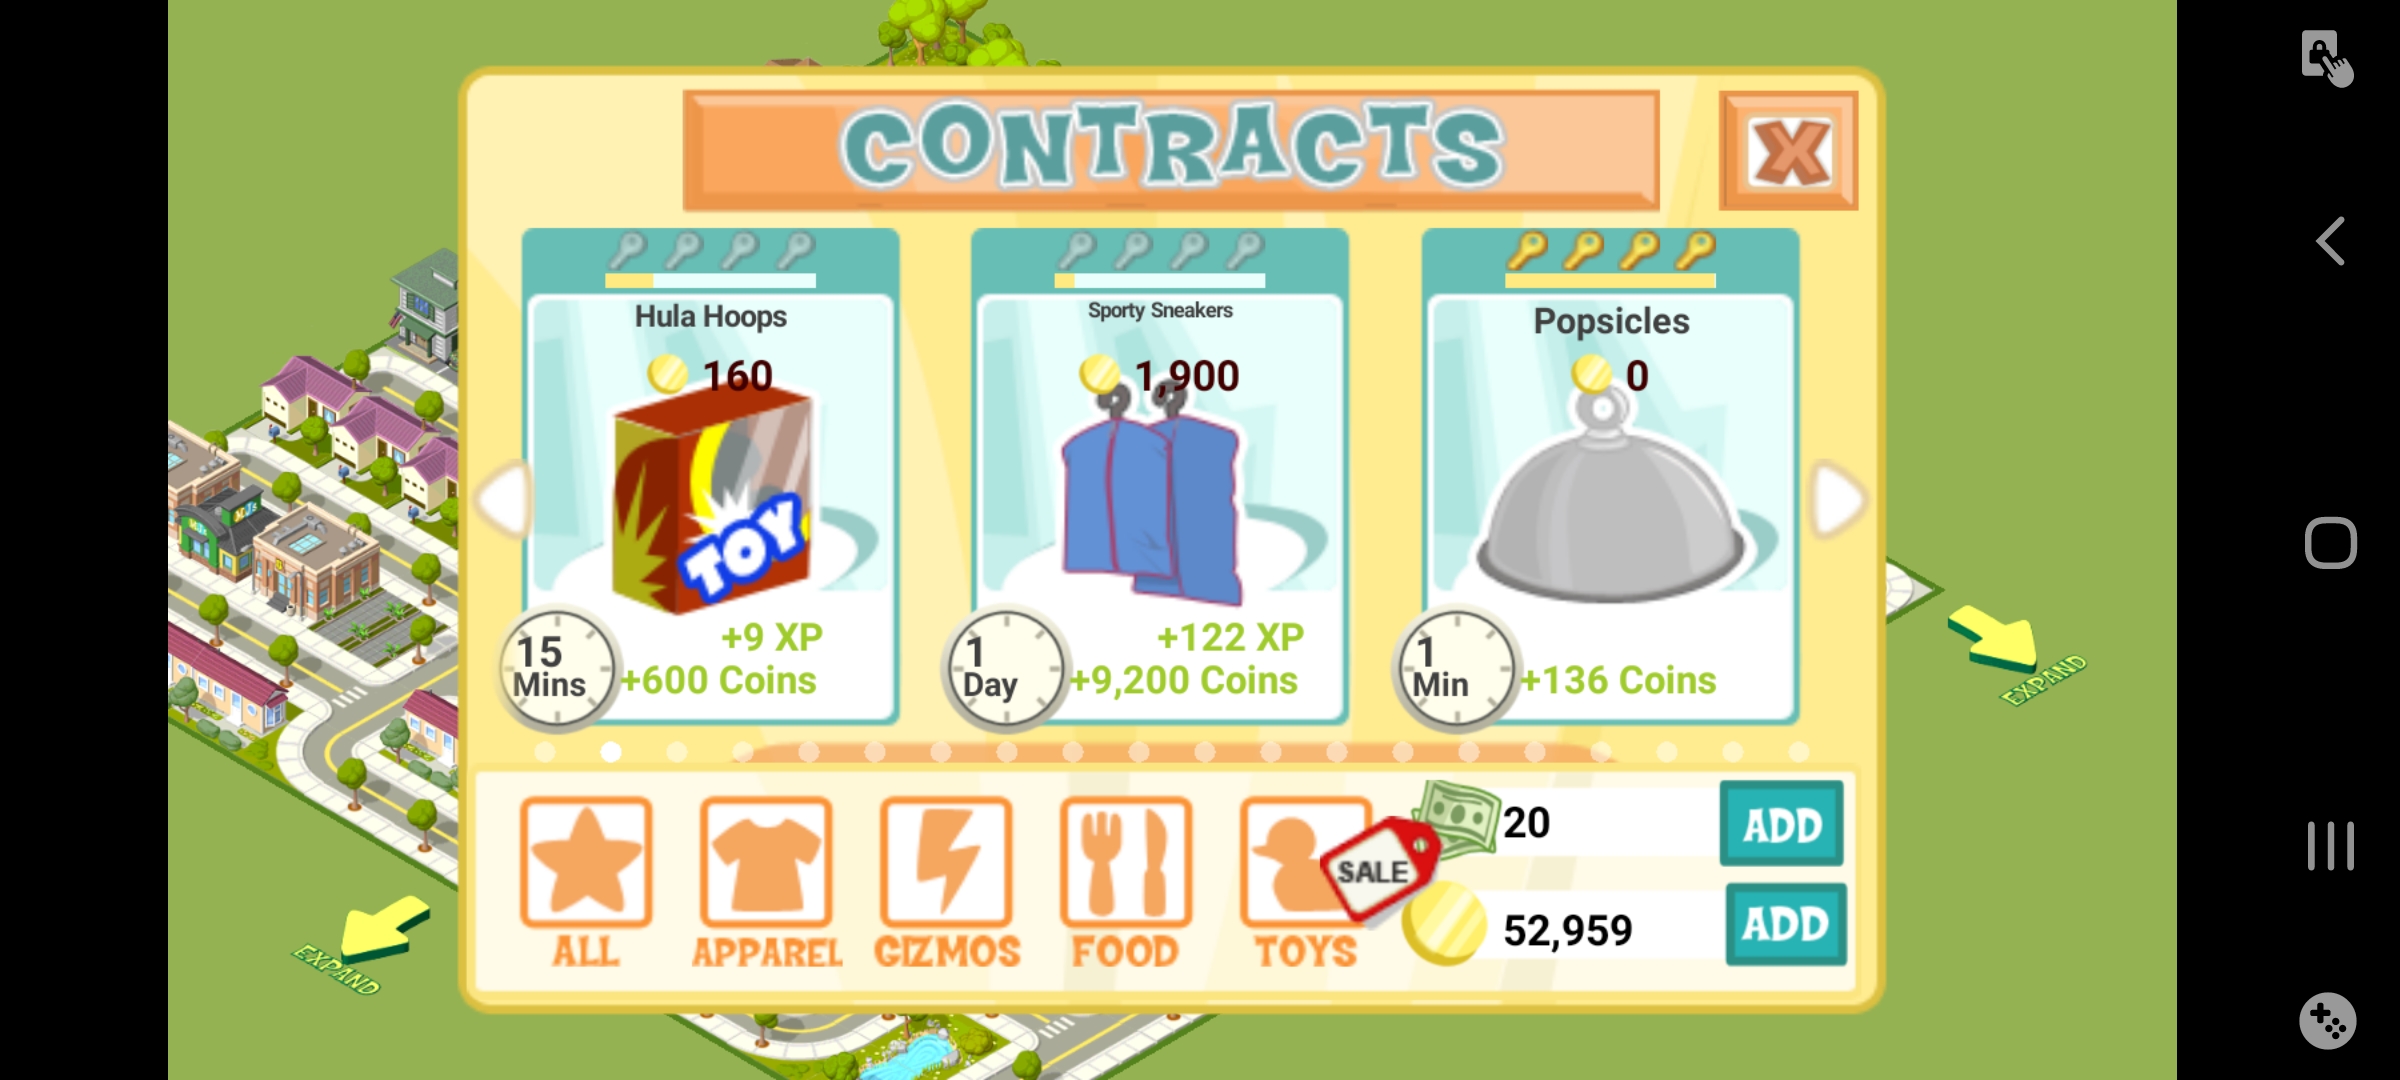 CONTRACTS
X
Hula Hoops
160
TOY
15
Mins
+9 XP
+600 Coins
Sporty Sneakers
1,900
1
Day
+122 XP
+9,200 Coins
Popsicles
0
1
Min
+136 Coins
ALL
APPAREL
GIZMOS
FOOD
TOYS
SALE
20
ADD
52,959
ADD
EXPAND
EXPAND